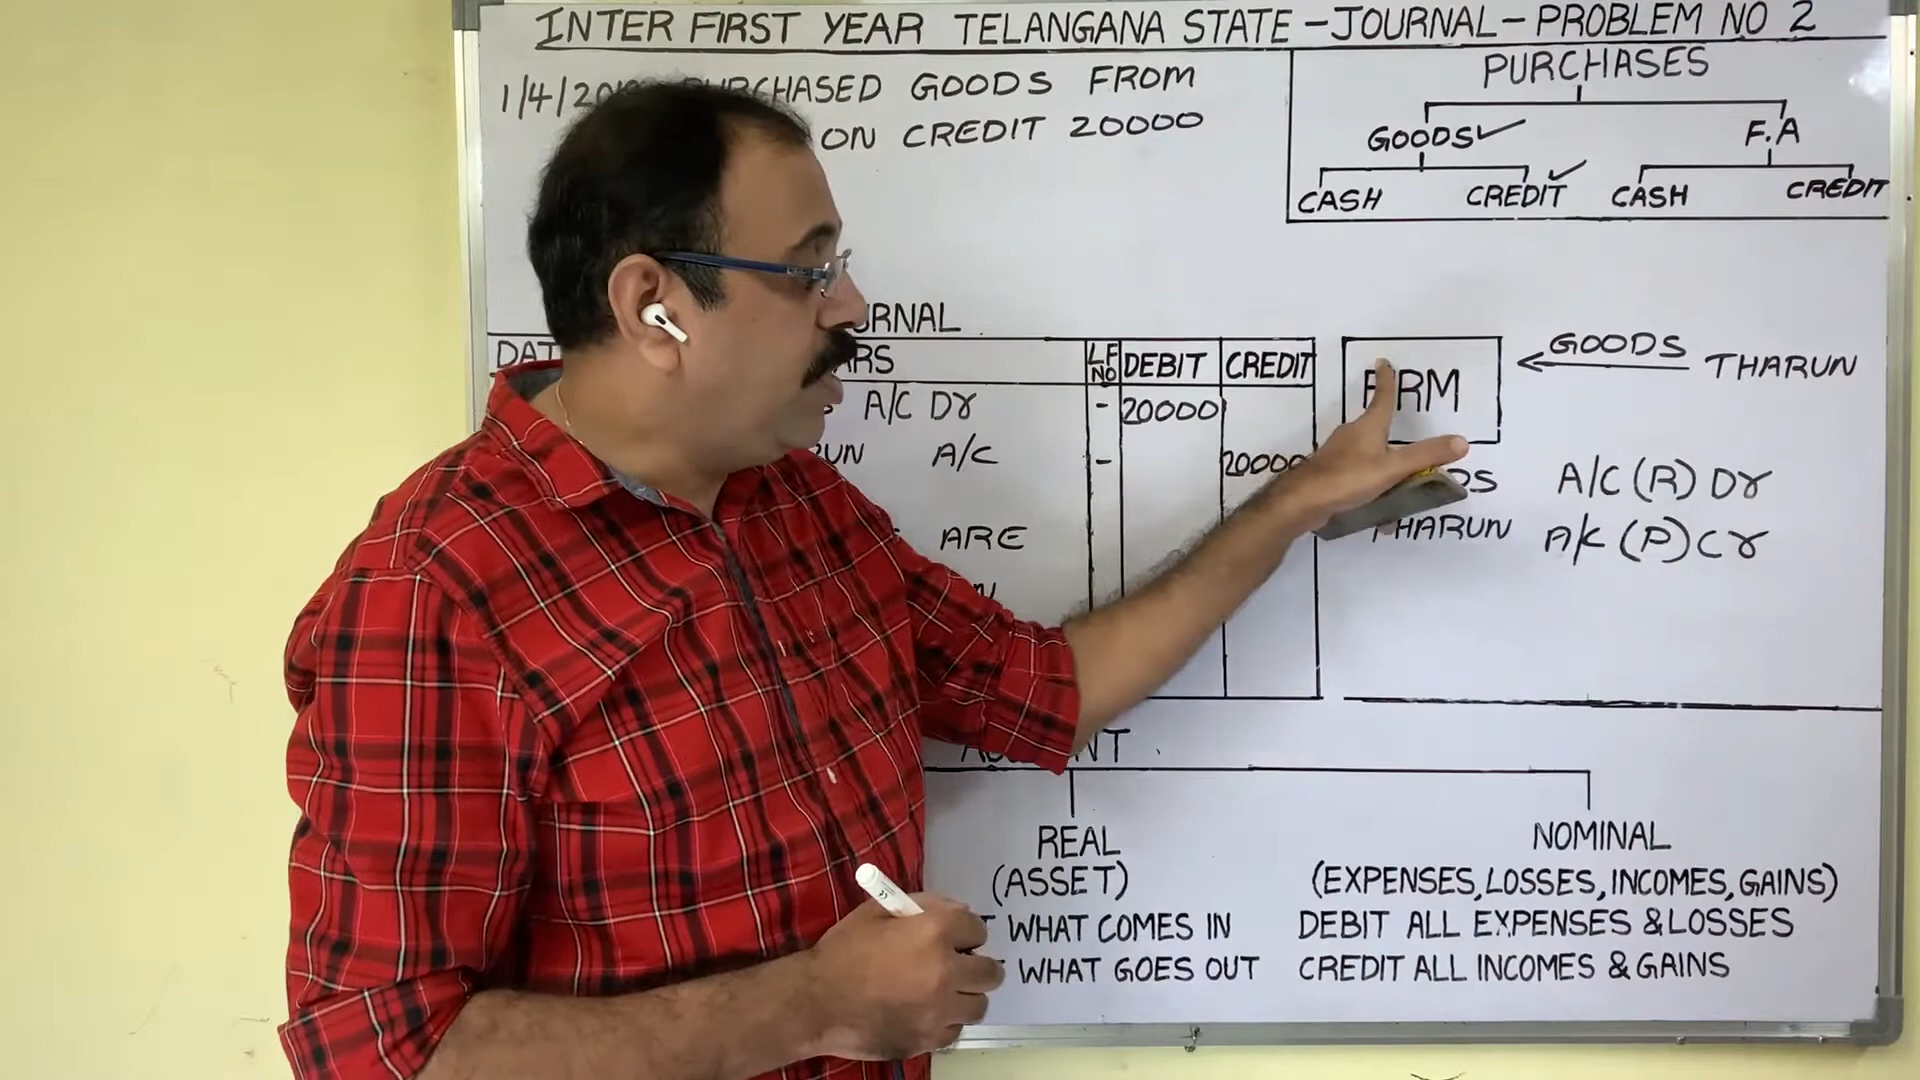 INTER FIRST YEAR TELANGANA STATE - JOURNAL - PROBLEM NO 2
1/4/20 PURCHASED GOODS FROM
ON CREDIT 20000
PURCHASES
GOODS✓ F.A
CASH CREDIT✓ CASH CREDIT
JOURNAL
DAT ARS LF NO DEBIT CREDIT
A/C Dr - 20000
RUN A/C - 20000
ARE
FIRM
GOODS
THARUN
DS A/C (R) Dr
THARUN A/C (P) Cr
REAL
(ASSET)
WHAT COMES IN
WHAT GOES OUT
NOMINAL
(EXPENSES, LOSSES, INCOMES, GAINS)
DEBIT ALL EXPENSES & LOSSES
CREDIT ALL INCOMES & GAINS